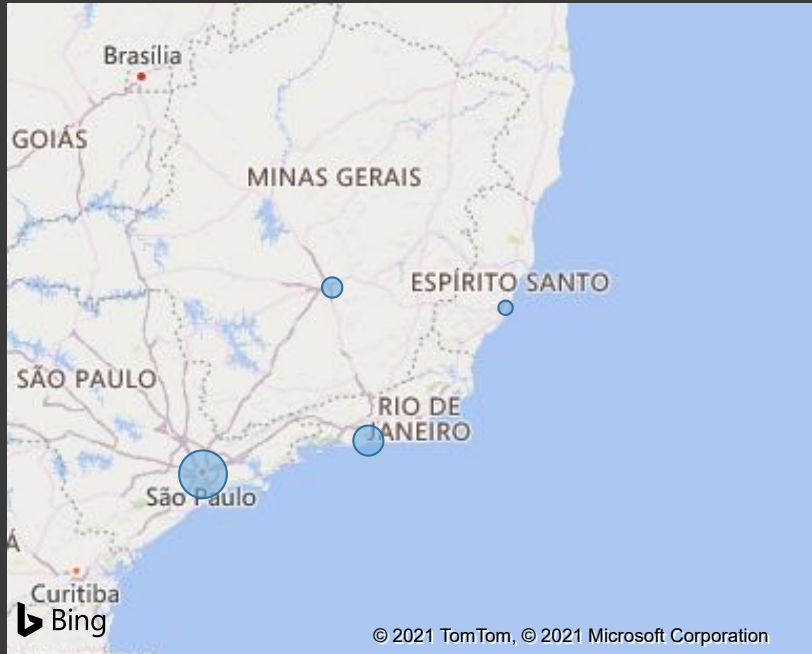 Brasília
GOIÁS
MINAS GERAIS
ESPÍRITO SANTO
SÃO PAULO
RIO DE
JANEIRO
São Paulo
Á
Curitiba
Bing
© 2021 TomTom, © 2021 Microsoft Corporation